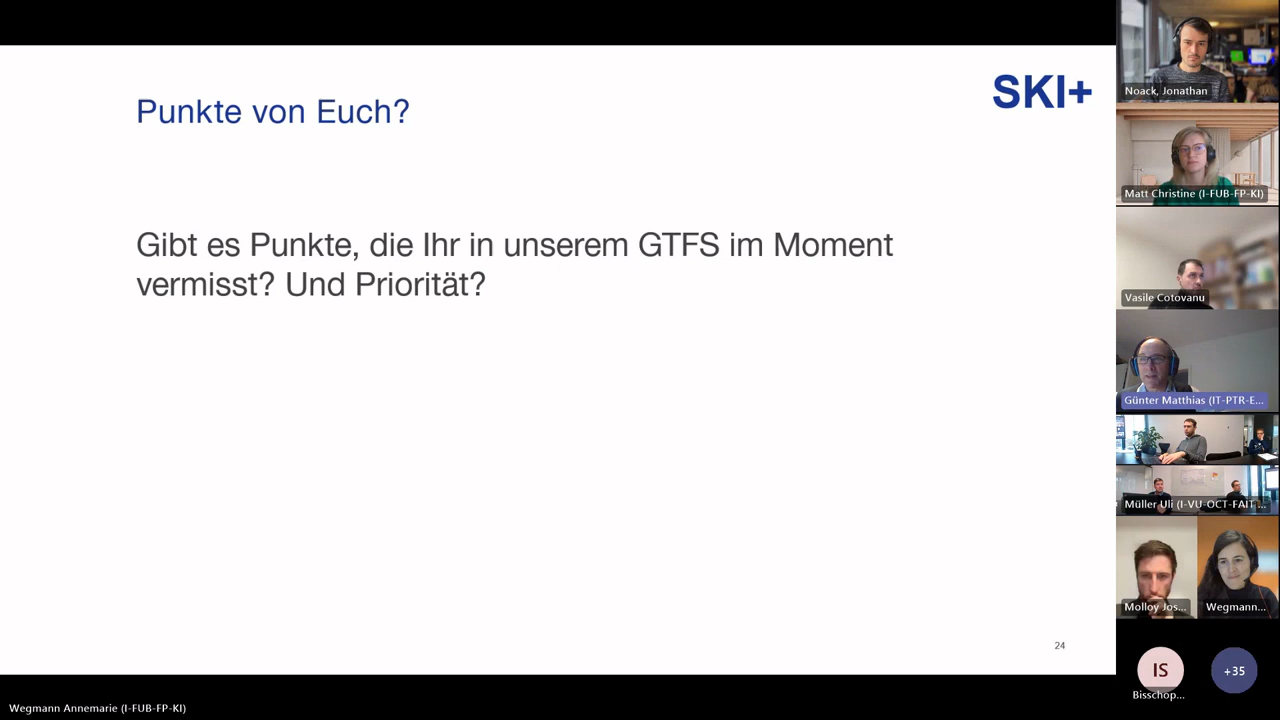 SKI+
Punkte von Euch?
Gibt es Punkte, die Ihr in unserem GTFS im Moment
vermisst? Und Priorität?
24
Wegmann Annemarie (I-FUB-FP-KI)
Noack, Jonathan
Matt Christine (I-FUB-FP-KI)
Vasile Cotovanu
Günter Matthias (IT-PTR-E...
Müller Uli (I-VU-OCT-FAIT ...
Molloy Jos...
Wegmann...
IS
Bisschop...
+35